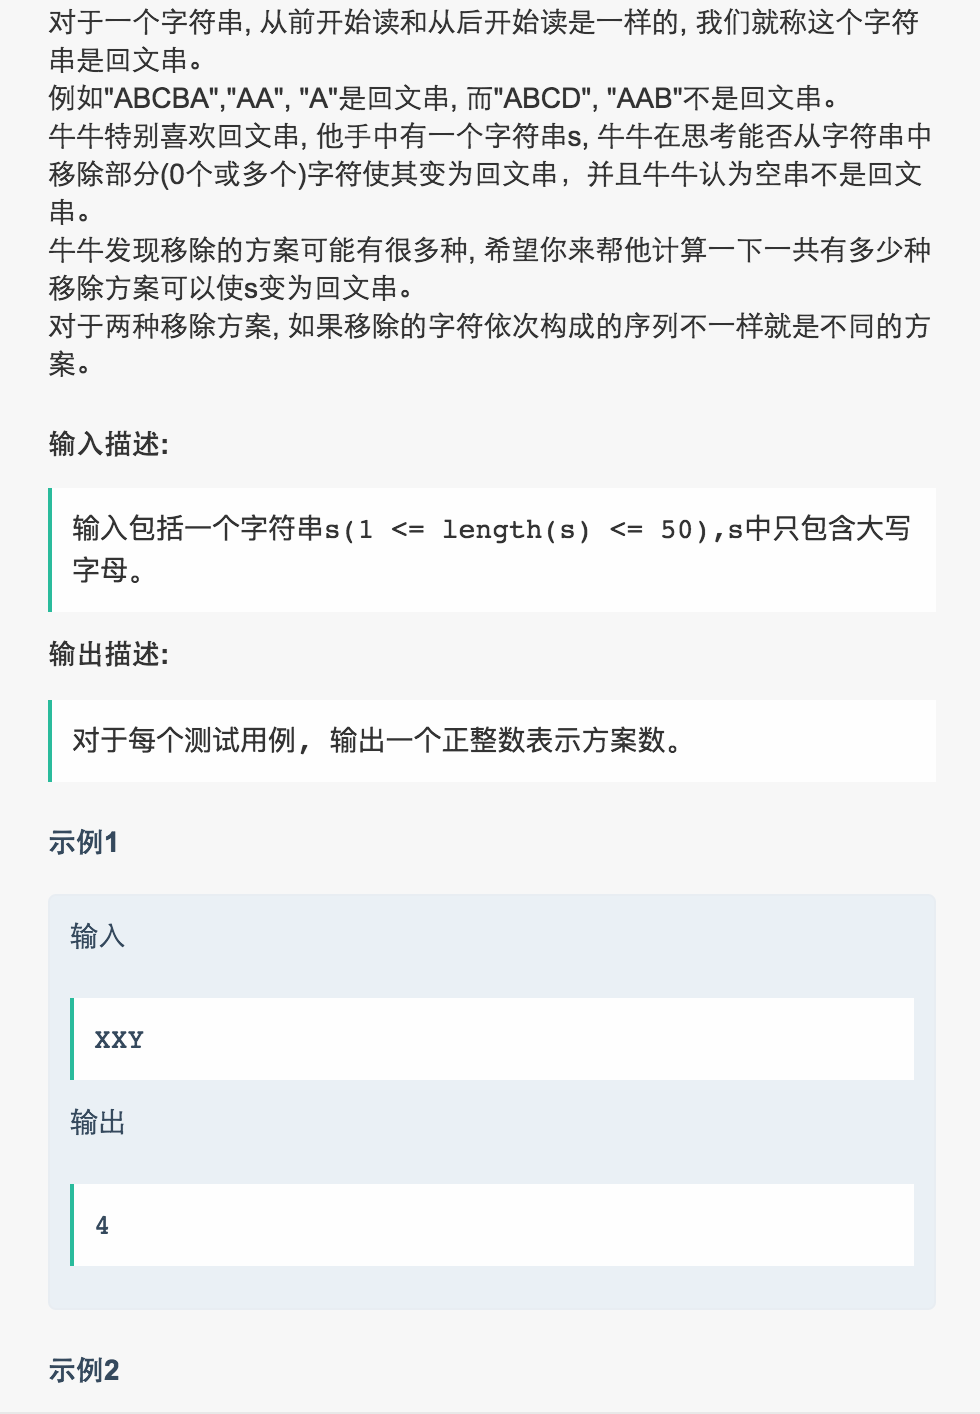 对于一个字符串, 从前开始读和从后开始读是一样的, 我们就称这个字符
串是回文串。
例如"ABCBA","AA", "A"是回文串, 而"ABCD", "AAB"不是回文串。
牛牛特别喜欢回文串, 他手中有一个字符串s, 牛牛在思考能否从字符串中
移除部分(0个或多个)字符使其变为回文串，并且牛牛认为空串不是回文
串。
牛牛发现移除的方案可能有很多种, 希望你来帮他计算一下一共有多少种
移除方案可以使s变为回文串。
对于两种移除方案, 如果移除的字符依次构成的序列不一样就是不同的方
案。
输入描述:
输入包括一个字符串s(1 <= length(s) <= 50),s中只包含大写
字母。
输出描述:
对于每个测试用例, 输出一个正整数表示方案数。
示例1
输入
XXY
输出
4
示例2